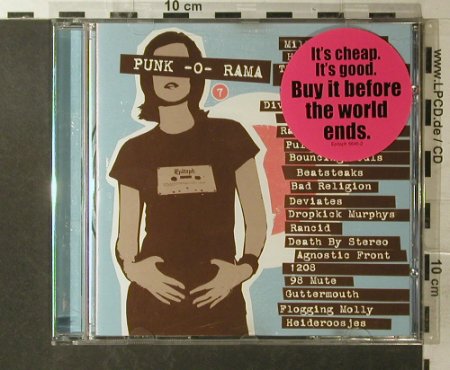 10 cm
PUNK -O- RAMA
7
It's cheap.
It's good.
Buy it before
the world
ends.
Bouncing
Beatsteaks
Bad Religion
Deviates
Dropkick Murphys
Rancid
Death By Stereo
Agnostic Front
1208
98 Mute
Guttermouth
Flogging Molly
Heideroosjes
Epitaph
www.LPCD.de / CD
10 cm